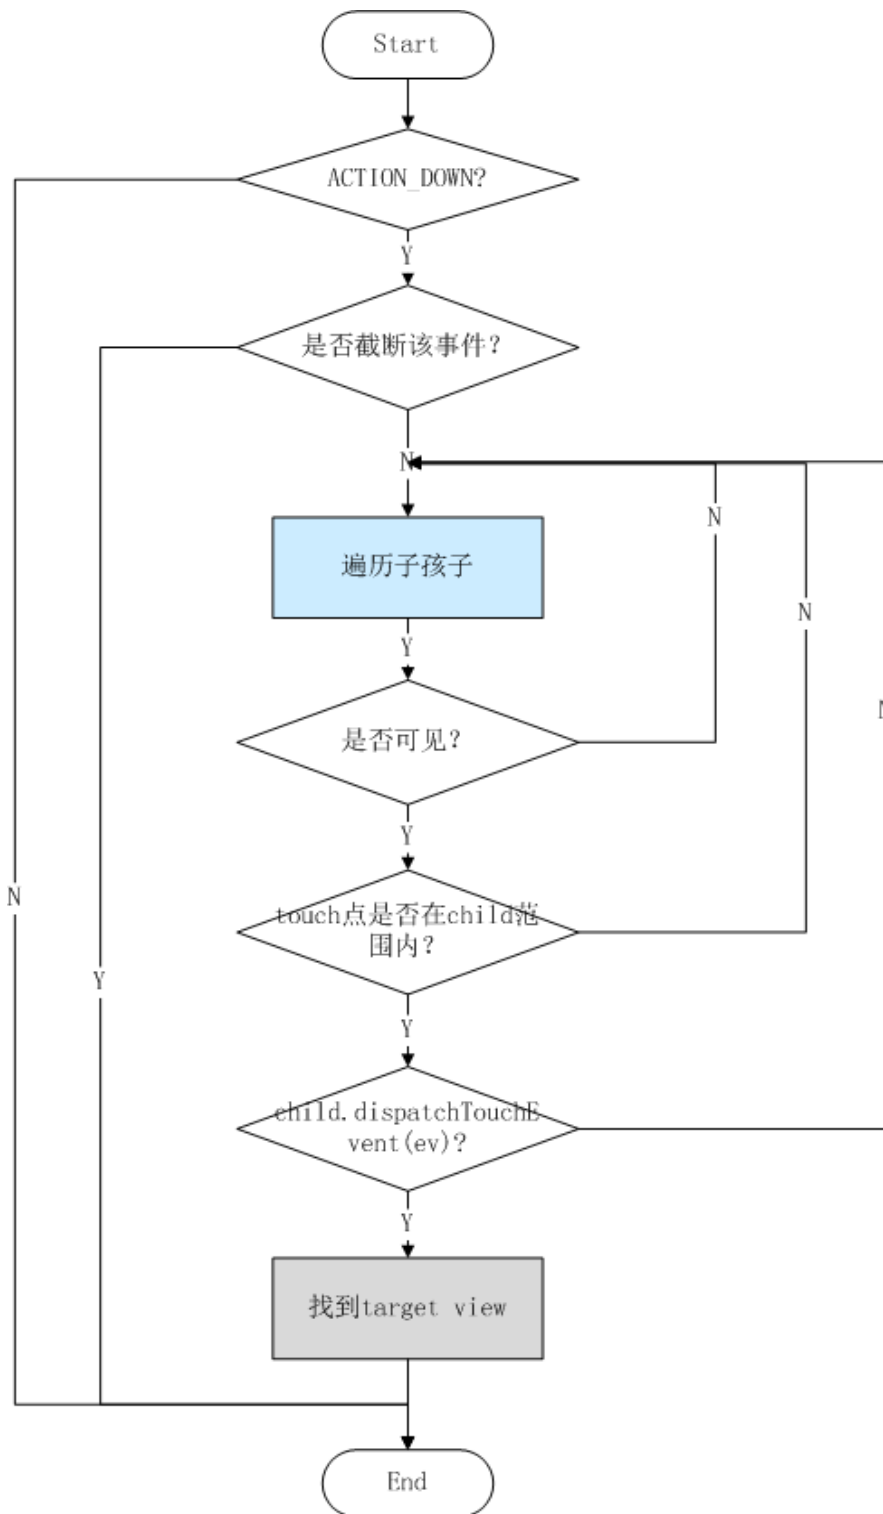 Start
ACTION_DOWN?
Y
是否截断该事件?
N
遍历子孩子
N
Y
N
是否可见?
N
Y
N
touch点是否在child范
围内?
Y
Y
child.dispatchTouchE
vent(ev)?
Y
找到target view
End